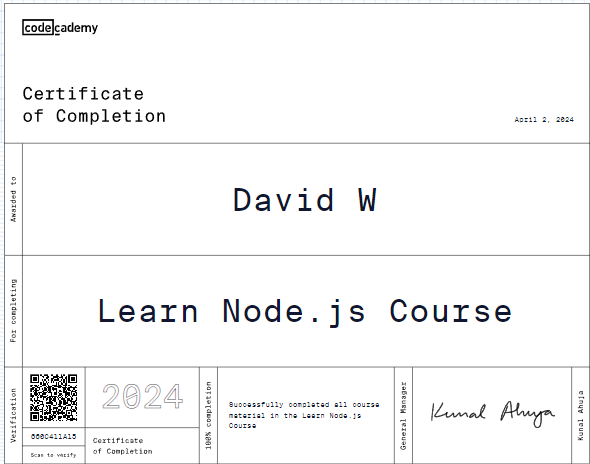 codecademy
Certificate
of Completion
April 2, 2024
Awarded to
David W
For completing
Learn Node.js Course
Verification
6600411A15
Scan to verify
2024
Certificate
of Completion
100% completion
Successfully completed all course
material in the Learn Node.js
Course
General Manager
Kunal Ahuja
Kunal Ahuja